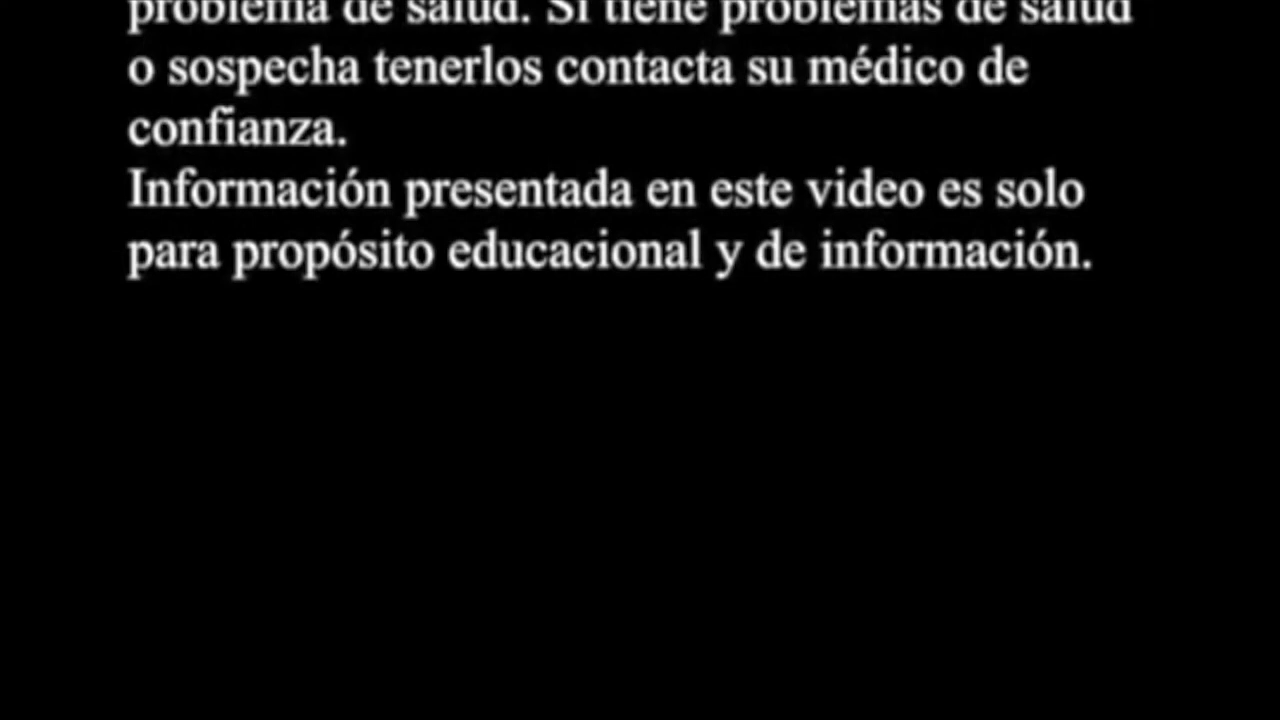 problema de salud. Si tiene problemas de salud
o sospecha tenerlos contacta su médico de
confianza.
Información presentada en este video es solo
para propósito educacional y de información.